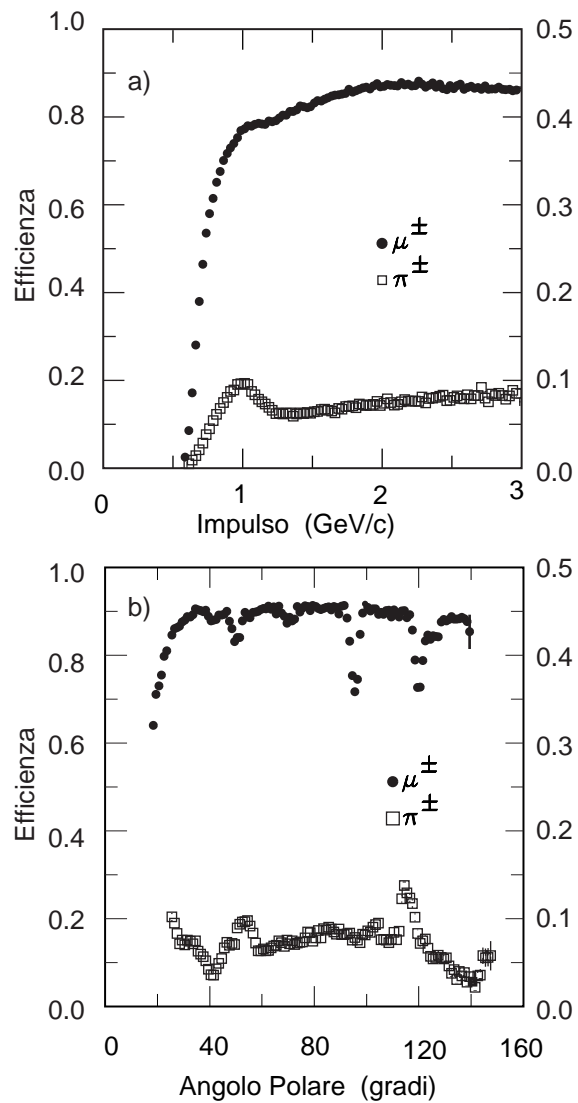 1.0 0.5
a)
0.8 0.4
0.6 0.3
μ±
π±
0.4 0.2
0.2 0.1
0.0 0.0
Efficienza
0 1 2 3
Impulso (GeV/c)
1.0 0.5
b)
0.8 0.4
0.6 0.3
μ±
π±
0.4 0.2
0.2 0.1
0.0 0.0
Efficienza
0 40 80 120 160
Angolo Polare (gradi)